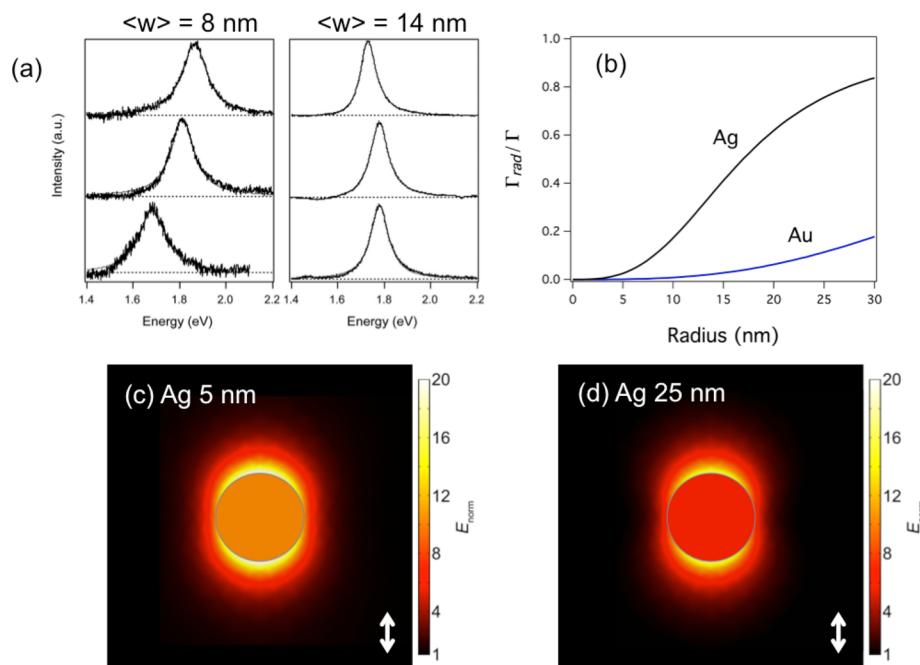 <w> = 8 nm
<w> = 14 nm
(a)
Intensity (a.u.)
1.4 1.6 1.8 2.0 2.2
Energy (eV)
1.4 1.6 1.8 2.0 2.2
Energy (eV)
(b)
1.0
0.8
0.6
0.4
0.2
0.0
Γrad / Γ
Ag
Au
0 5 10 15 20 25 30
Radius (nm)
(c) Ag 5 nm
20
16
12
8
4
1
Enorm
(d) Ag 25 nm
20
16
12
8
4
1